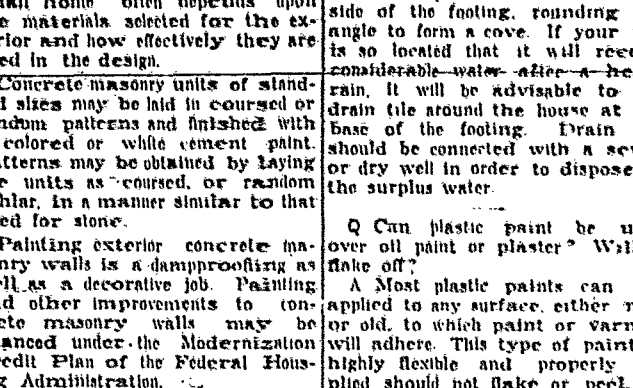 all home often depends upon
e materials selected for the ex-
rior and how effectively they are
ed in the design.
Concrete masonry units of stand-
d sizes may be laid in coursed or
ndom patterns and finished with
colored or white cement paint.
tterns may be obtained by laying
e units as coursed, or random
hlar, in a manner similar to that
ed for stone.
Painting exterior concrete ma-
nry walls is a dampproofing as
ll as a decorative job. Painting
d other improvements to con-
ete masonry walls may be
anced under the Modernization
edit Plan of the Federal Hous-
g Administration.
side of the footing, rounding
angle to form a cove. If your
is so located that it will rece
considerable water after a he
rain, it will be advisable to
drain tile around the house at
base of the footing. Drain
should be connected with a se
or dry well in order to dispose
the surplus water.
Q Can plastic paint be u
over oil paint or plaster? Wil
flake off?
A Most plastic paints can
applied to any surface, either
or old, to which paint or varn
will adhere. This type of paint
highly flexible and properly
plied should not flake or peel